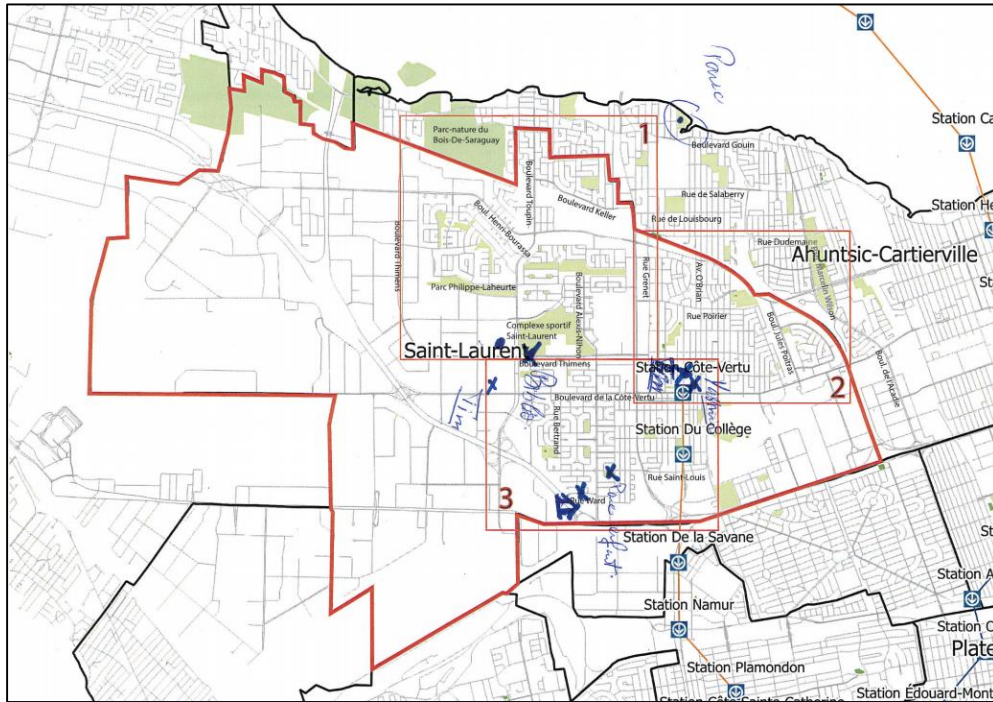 Station Ca
Parc
1
Parc-nature du
Bois-De-Saraguay
Boulevard Gouin
Boulevard Toupin
Rue de Salaberry
Station He
Boulevard Keller
Rue de Louisbourg
Boul. Henri-Bourassa
Rue Dudemaine
Ahuntsic-Cartierville
Boulevard Thimens
Rue Grenet
Av. O'Brian
Parc Philippe-Laheurte
Boulevard Alexis-Nihon
Rue Poirier
Complexe sportif
Saint-Laurent
Boul. Jules Poitras
Saint-Laurent
Boulevard Thimens
Station Côte-Vertu
2
Boul. de l'Acadie
Tim
Boulevard de la Côte-Vertu
Rue Bertrand
Station Du Collège
Rue Saint-Louis
3
Rue Ward
Parc enfant.
Station De la Savane
Station A
Station Namur
Station O
Plate
Station Plamondon
Station Côte-Sainte-Catherine
Station Édouard-Mont